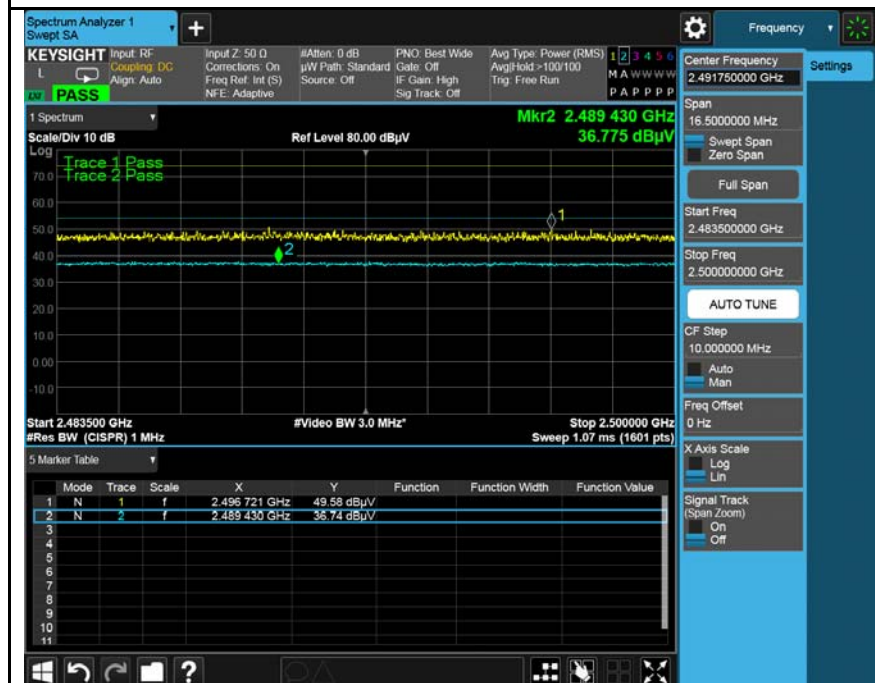 Spectrum Analyzer 1
Swept SA
+
Frequency
KEYSIGHT
L
PASS
Input: RF
Coupling: DC
Align: Auto
Input Z: 50 Ω
Corrections: On
Freq Ref: Int (S)
NFE: Adaptive
#Atten: 0 dB
µW Path: Standard
Source: Off
PNO: Best Wide
Gate: Off
IF Gain: High
Sig Track: Off
Avg Type: Power (RMS)
Avg|Hold:>100/100
Trig: Free Run
1 2 3 4 5 6
M A W W W W
P A P P P P
Center Frequency
2.491750000 GHz
Settings
1 Spectrum
Mkr2 2.489 430 GHz
Scale/Div 10 dB
Ref Level 80.00 dBµV
36.775 dBµV
Log
Trace 1 Pass
Trace 2 Pass
70.0
60.0
50.0
40.0
30.0
20.0
10.0
0.00
-10.0
1
2
Start 2.483500 GHz
#Video BW 3.0 MHz*
Stop 2.500000 GHz
#Res BW (CISPR) 1 MHz
Sweep 1.07 ms (1601 pts)
Span
16.5000000 MHz
Swept Span
Zero Span
Full Span
Start Freq
2.483500000 GHz
Stop Freq
2.500000000 GHz
AUTO TUNE
CF Step
10.000000 MHz
Auto
Man
Freq Offset
0 Hz
X Axis Scale
Log
Lin
Signal Track
(Span Zoom)
On
Off
5 Marker Table
Mode Trace Scale X Y Function Function Width Function Value
1 N 1 f 2.496 721 GHz 49.58 dBµV
2 N 2 f 2.489 430 GHz 36.74 dBµV
3
4
5
6
7
8
9
10
11
?